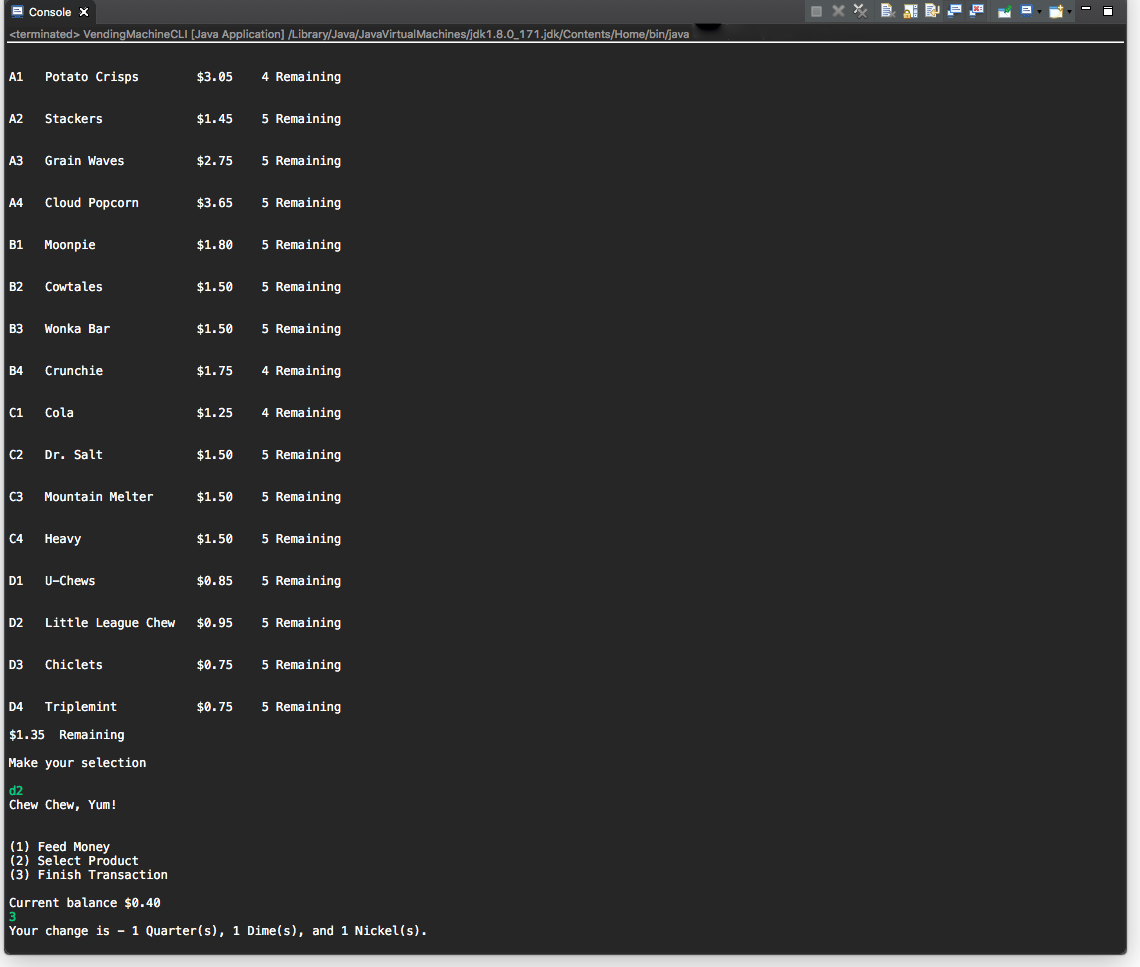 Console
<terminated> VendingMachineCLI [Java Application] /Library/Java/JavaVirtualMachines/jdk1.8.0_171.jdk/Contents/Home/bin/java
A1 Potato Crisps $3.05 4 Remaining
A2 Stackers $1.45 5 Remaining
A3 Grain Waves $2.75 5 Remaining
A4 Cloud Popcorn $3.65 5 Remaining
B1 Moonpie $1.80 5 Remaining
B2 Cowtales $1.50 5 Remaining
B3 Wonka Bar $1.50 5 Remaining
B4 Crunchie $1.75 4 Remaining
C1 Cola $1.25 4 Remaining
C2 Dr. Salt $1.50 5 Remaining
C3 Mountain Melter $1.50 5 Remaining
C4 Heavy $1.50 5 Remaining
D1 U-Chews $0.85 5 Remaining
D2 Little League Chew $0.95 5 Remaining
D3 Chiclets $0.75 5 Remaining
D4 Triplemint $0.75 5 Remaining
$1.35 Remaining
Make your selection
d2
Chew Chew, Yum!
(1) Feed Money
(2) Select Product
(3) Finish Transaction
Current balance $0.40
3
Your change is - 1 Quarter(s), 1 Dime(s), and 1 Nickel(s).